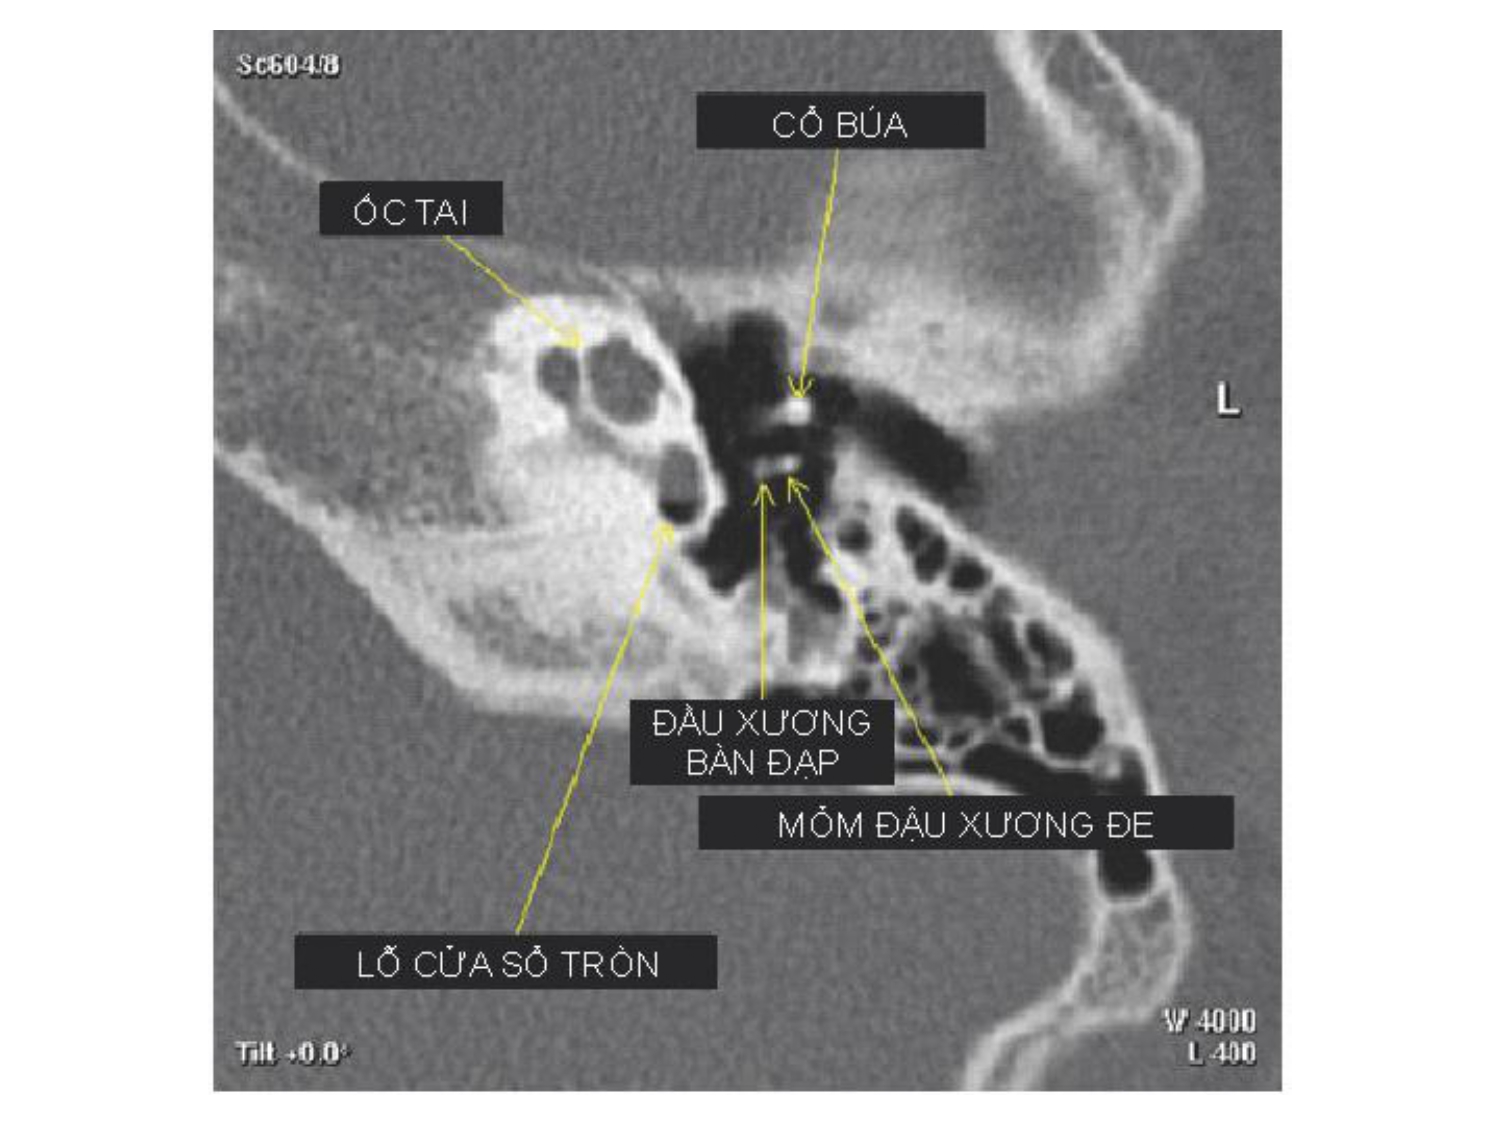 Sc604/8
CỔ BÚA
ỐC TAI
L
ĐẦU XƯƠNG
BÀN ĐẠP
MỎM ĐẬU XƯƠNG ĐE
LỖ CỬA SỔ TRÒN
W 4000
L 400
Tilt +0.0°